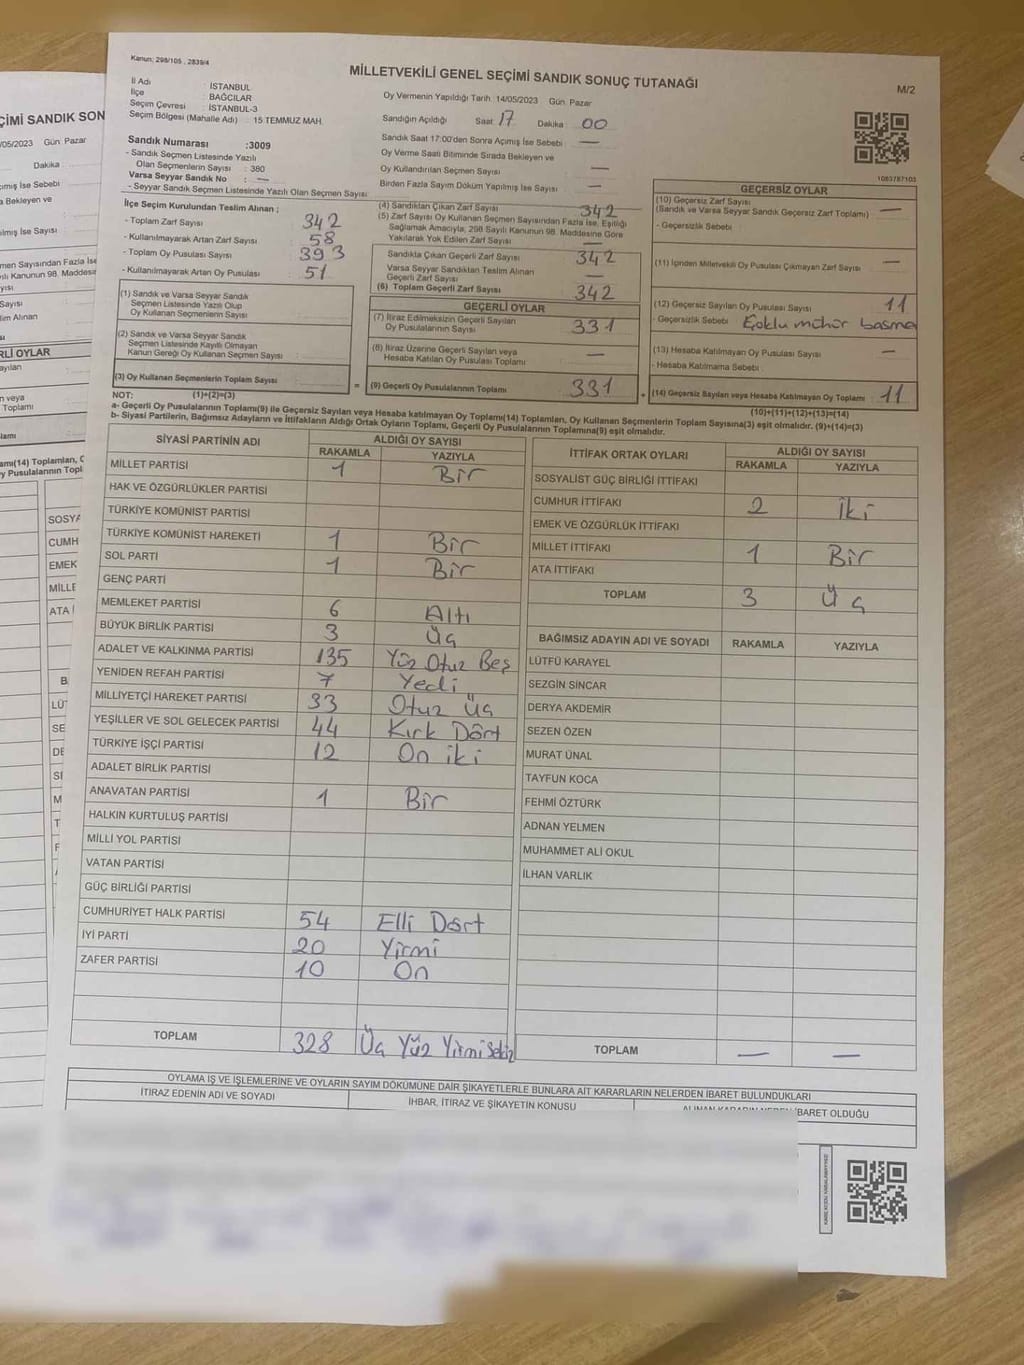 Kanun; 298/105 , 2839/4
MİLLETVEKİLİ GENEL SEÇİMİ SANDIK SONUÇ TUTANAĞI
M/2
İl Adı : İSTANBUL
İlçe : BAĞCILAR
Seçim Çevresi : İSTANBUL-3
Seçim Bölgesi (Mahalle Adı) : 15 TEMMUZ MAH.
Sandık Numarası :3009
- Sandık Seçmen Listesinde Yazılı
Olan Seçmenlerin Sayısı : 380
Varsa Seyyar Sandık No : —
- Seyyar Sandık Seçmen Listesinde Yazılı Olan Seçmen Sayısı
Oy Vermenin Yapıldığı Tarih : 14/05/2023 Gün: Pazar
Sandığın Açıldığı Saat 17 Dakika 00
Sandık Saat 17:00'den Sonra Açımış İse Sebebi : —
Oy Verme Saati Bitiminde Sırada Bekleyen ve
Oy Kullandırılan Seçmen Sayısı : —
Birden Fazla Sayım Döküm Yapılmış İse Sayısı : —
1083787103
İlçe Seçim Kurulundan Teslim Alınan ;
- Toplam Zarf Sayısı : 342
- Kullanılmayarak Artan Zarf Sayısı : 58
- Toplam Oy Pusulası Sayısı : 393
- Kullanılmayarak Artan Oy Pusulası : 51
(1) Sandık ve Varsa Seyyar Sandık
Seçmen Listesinde Yazılı Olup
Oy Kullanan Seçmenlerin Sayısı :
(2) Sandık ve Varsa Seyyar Sandık
Seçmen Listesinde Kayıtlı Olmayan
Kanun Gereği Oy Kullanan Seçmen Sayısı :
(3) Oy Kullanan Seçmenlerin Toplam Sayısı
(4) Sandıktan Çıkan Zarf Sayısı : 342
(5) Zarf Sayısı Oy Kullanan Seçmen Sayısından Fazla İse, Eşitliği
Sağlamak Amacıyla, 298 Sayılı Kanunun 98. Maddesine Göre
Yakılarak Yok Edilen Zarf Sayısı : —
Sandıkta Çıkan Geçerli Zarf Sayısı : 342
Varsa Seyyar Sandıktan Teslim Alınan
Geçerli Zarf Sayısı : —
(6) Toplam Geçerli Zarf Sayısı : 342
GEÇERLİ OYLAR
(7) İtiraz Edilmeksizin Geçerli Sayılan
Oy Pusulalarının Sayısı : 331
(8) İtiraz Üzerine Geçerli Sayılan veya
Hesaba Katılan Oy Pusulası Toplamı : —
= (9) Geçerli Oy Pusulalarının Toplamı : 331
GEÇERSİZ OYLAR
(10) Geçersiz Zarf Sayısı
(Sandık ve Varsa Seyyar Sandık Geçersiz Zarf Toplamı) : —
- Geçersizlik Sebebi :
(11) İçinden Milletvekili Oy Pusulası Çıkmayan Zarf Sayısı : —
(12) Geçersiz Sayılan Oy Pusulası Sayısı : 11
- Geçersizlik Sebebi : Çoklu mühür basma
(13) Hesaba Katılmayan Oy Pusulası Sayısı : —
- Hesaba Katılmama Sebebi :
+ (14) Geçersiz Sayılan veya Hesaba Katılmayan Oy Toplamı : 11
NOT: (1)+(2)=(3)
(10)+(11)+(12)+(13)=(14)
a- Geçerli Oy Pusulalarının Toplamı(9) ile Geçersiz Sayılan veya Hesaba katılmayan Oy Toplamı(14) Toplamları, Oy Kullanan Seçmenlerin Toplam Sayısına(3) eşit olmalıdır. (9)+(14)=(3)
b- Siyasi Partilerin, Bağımsız Adayların ve İttifakların Aldığı Ortak Oyların Toplamı, Geçerli Oy Pusulalarının Toplamına(9) eşit olmalıdır.
SİYASİ PARTİNİN ADI ALDIĞI OY SAYISI
RAKAMLA YAZIYLA
MİLLET PARTİSİ 1 Bir
HAK VE ÖZGÜRLÜKLER PARTİSİ
TÜRKİYE KOMÜNİST PARTİSİ
TÜRKİYE KOMÜNİST HAREKETİ 1 Bir
SOL PARTİ 1 Bir
GENÇ PARTİ
MEMLEKET PARTİSİ 6 Altı
BÜYÜK BİRLİK PARTİSİ 3 Üç
ADALET VE KALKINMA PARTİSİ 135 Yüz Otuz Beş
YENİDEN REFAH PARTİSİ 7 Yedi
MİLLİYETÇİ HAREKET PARTİSİ 33 Otuz Üç
YEŞİLLER VE SOL GELECEK PARTİSİ 44 Kırk Dört
TÜRKİYE İŞÇİ PARTİSİ 12 On iki
ADALET BİRLİK PARTİSİ
ANAVATAN PARTİSİ 1 Bir
HALKIN KURTULUŞ PARTİSİ
MİLLİ YOL PARTİSİ
VATAN PARTİSİ
GÜÇ BİRLİĞİ PARTİSİ
CUMHURİYET HALK PARTİSİ 54 Elli Dört
İYİ PARTİ 20 Yirmi
ZAFER PARTİSİ 10 On
TOPLAM 328 Üç Yüz Yirmi Sekiz
İTTİFAK ORTAK OYLARI ALDIĞI OY SAYISI
RAKAMLA YAZIYLA
SOSYALIST GÜÇ BİRLİĞİ İTTİFAKI
CUMHUR İTTİFAKI 2 İki
EMEK VE ÖZGÜRLÜK İTTİFAKI
MİLLET İTTİFAKI 1 Bir
ATA İTTİFAKI
TOPLAM 3 Üç
BAĞIMSIZ ADAYIN ADI VE SOYADI RAKAMLA YAZIYLA
LÜTFÜ KARAYEL
SEZGİN SİNCAR
DERYA AKDEMİR
SEZEN ÖZEN
MURAT ÜNAL
TAYFUN KOCA
FEHMİ ÖZTÜRK
ADNAN YELMEN
MUHAMMET ALİ OKUL
İLHAN VARLIK
TOPLAM — —
OYLAMA İŞ VE İŞLEMLERİNE VE OYLARIN SAYIM DÖKÜMÜNE DAİR ŞİKAYETLERLE BUNLARA AİT KARARLARIN NELERDEN İBARET BULUNDUKLARI
İTİRAZ EDENİN ADI VE SOYADI
İHBAR, İTİRAZ VE ŞİKAYETİN KONUSU
ALINAN KARARIN NEDEN İBARET OLDUĞU